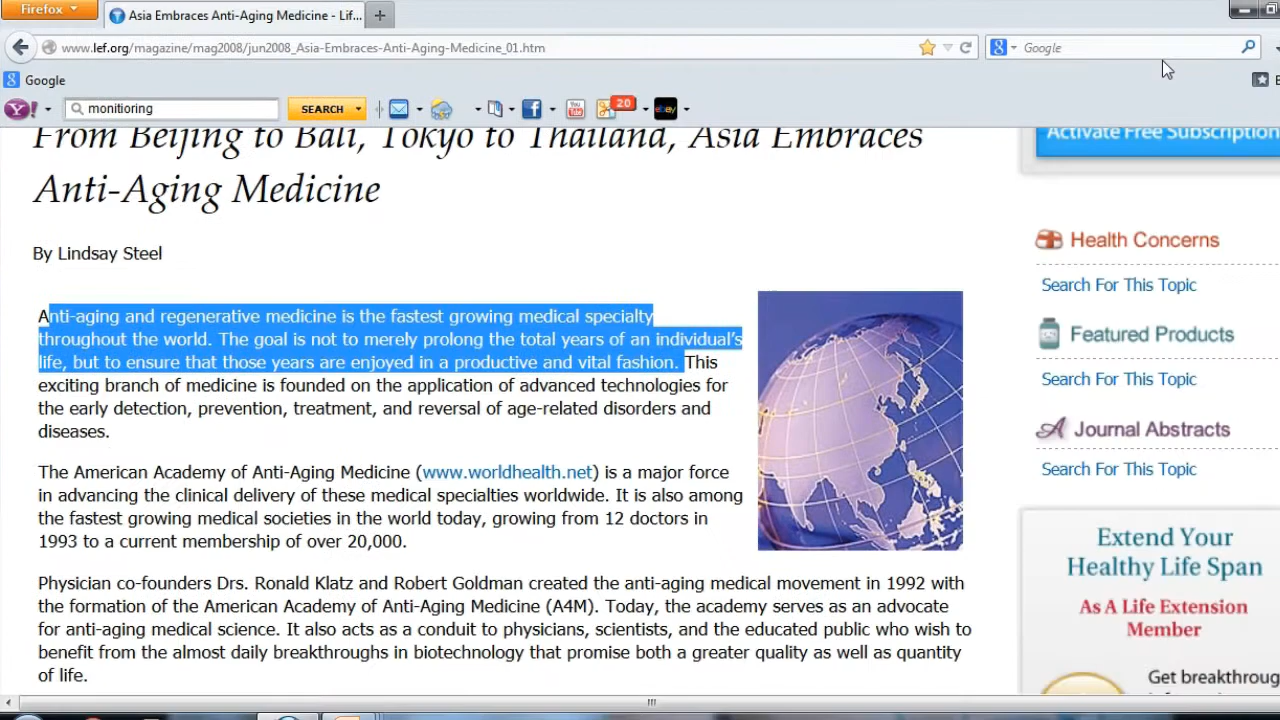 Firefox
Asia Embraces Anti-Aging Medicine - Lif...
www.lef.org/magazine/mag2008/jun2008_Asia-Embraces-Anti-Aging-Medicine_01.htm
Google
Google
monitioring
SEARCH
20
ebay
From Beijing to Bali, Tokyo to Thailand, Asia Embraces
Anti-Aging Medicine
By Lindsay Steel
Anti-aging and regenerative medicine is the fastest growing medical specialty
throughout the world. The goal is not to merely prolong the total years of an individual’s
life, but to ensure that those years are enjoyed in a productive and vital fashion. This
exciting branch of medicine is founded on the application of advanced technologies for
the early detection, prevention, treatment, and reversal of age-related disorders and
diseases.
The American Academy of Anti-Aging Medicine (www.worldhealth.net) is a major force
in advancing the clinical delivery of these medical specialties worldwide. It is also among
the fastest growing medical societies in the world today, growing from 12 doctors in
1993 to a current membership of over 20,000.
Physician co-founders Drs. Ronald Klatz and Robert Goldman created the anti-aging medical movement in 1992 with
the formation of the American Academy of Anti-Aging Medicine (A4M). Today, the academy serves as an advocate
for anti-aging medical science. It also acts as a conduit to physicians, scientists, and the educated public who wish to
benefit from the almost daily breakthroughs in biotechnology that promise both a greater quality as well as quantity
of life.
Activate Free Subscription
Health Concerns
Search For This Topic
Featured Products
Search For This Topic
Journal Abstracts
Search For This Topic
Extend Your
Healthy Life Span
As A Life Extension
Member
Get breakthroug